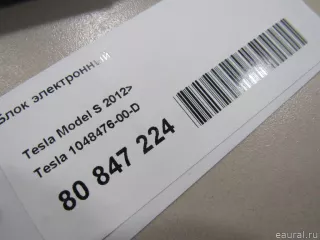 Блок электронный
Tesla Model S 2012>
Tesla 1048476-00-D
80 847 224
eaural.ru